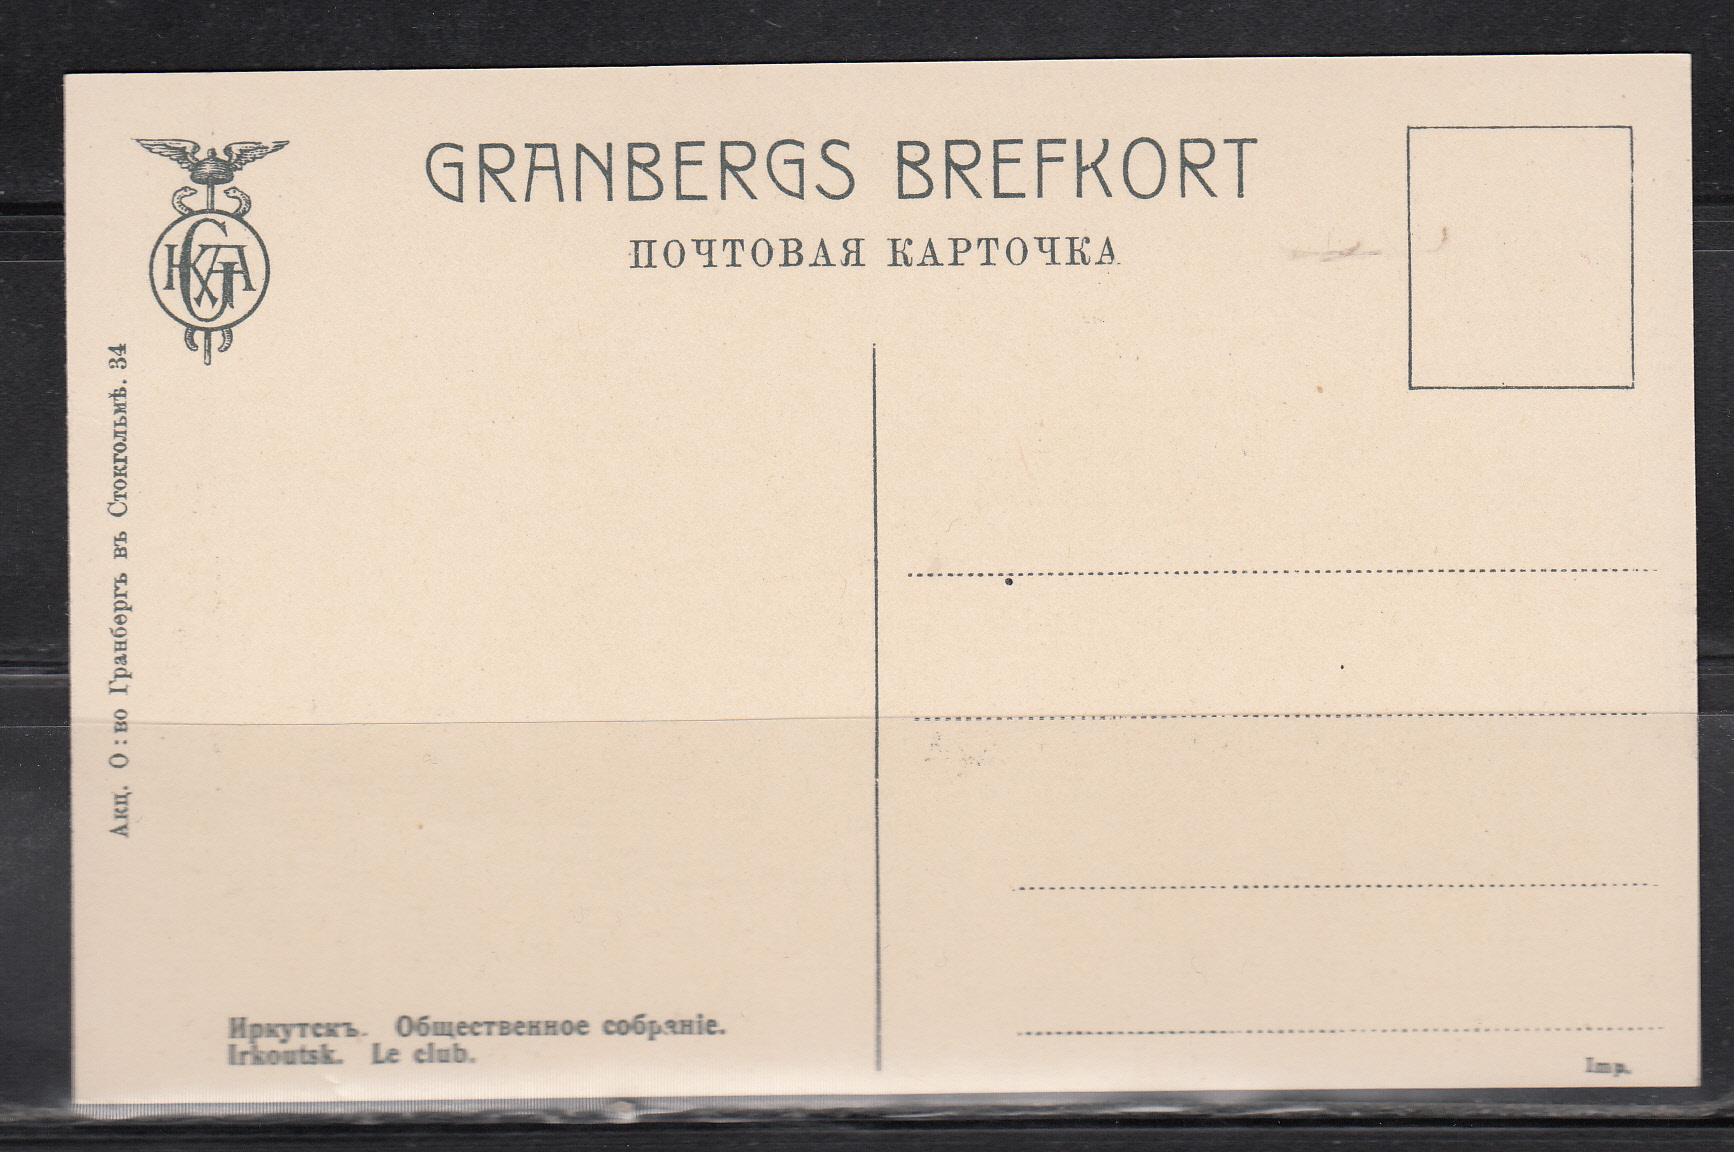 GRANBERGS BREFKORT
ПОЧТОВАЯ КАРТОЧКА
Акц. О:во Гранбергъ въ Стокгольмѣ. 34
Иркутскъ. Общественное собраніе.
Irkoutsk. Le club.
Imp.